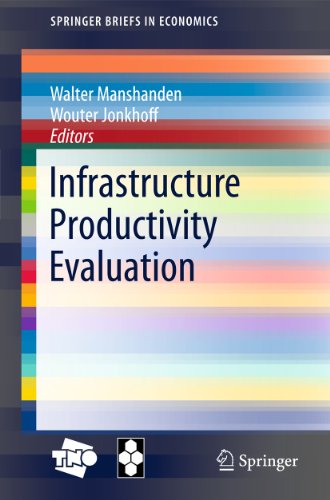 SPRINGER BRIEFS IN ECONOMICS
Walter Manshanden
Wouter Jonkhoff
Editors
Infrastructure
Productivity
Evaluation
TNO
Springer